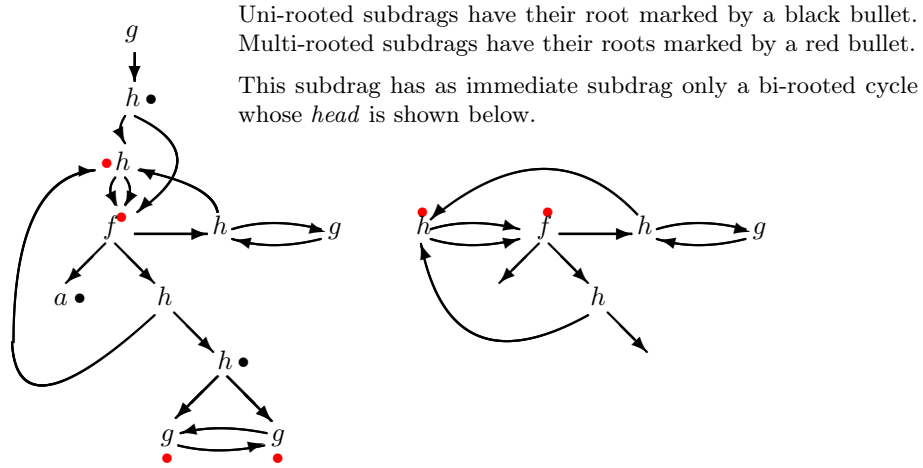 Uni-rooted subdrags have their root marked by a black bullet.
Multi-rooted subdrags have their roots marked by a red bullet.
This subdrag has as immediate subdrag only a bi-rooted cycle
whose head is shown below.
g
h
h
f h g
a h
h
g g
h f h g
h